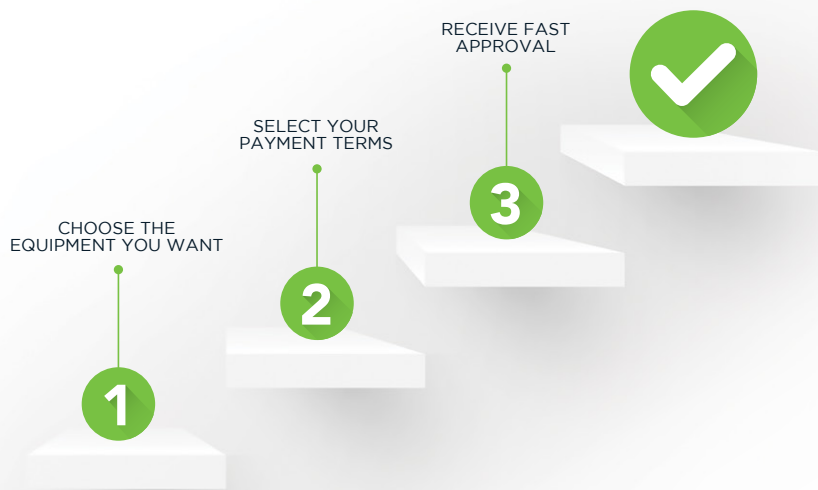 CHOOSE THE
EQUIPMENT YOU WANT
1
SELECT YOUR
PAYMENT TERMS
2
RECEIVE FAST
APPROVAL
3